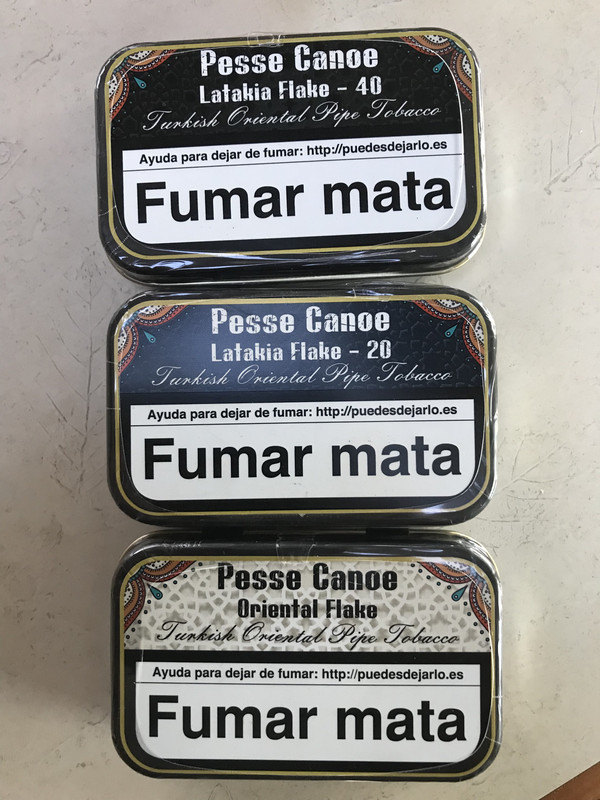 Pesse Canoe
Latakia Flake - 40
Turkish Oriental Pipe Tobacco
Ayuda para dejar de fumar: http://puedesdejarlo.es
Fumar mata
Pesse Canoe
Latakia Flake - 20
Turkish Oriental Pipe Tobacco
Ayuda para dejar de fumar: http://puedesdejarlo.es
Fumar mata
Pesse Canoe
Oriental Flake
Turkish Oriental Pipe Tobacco
Ayuda para dejar de fumar: http://puedesdejarlo.es
Fumar mata